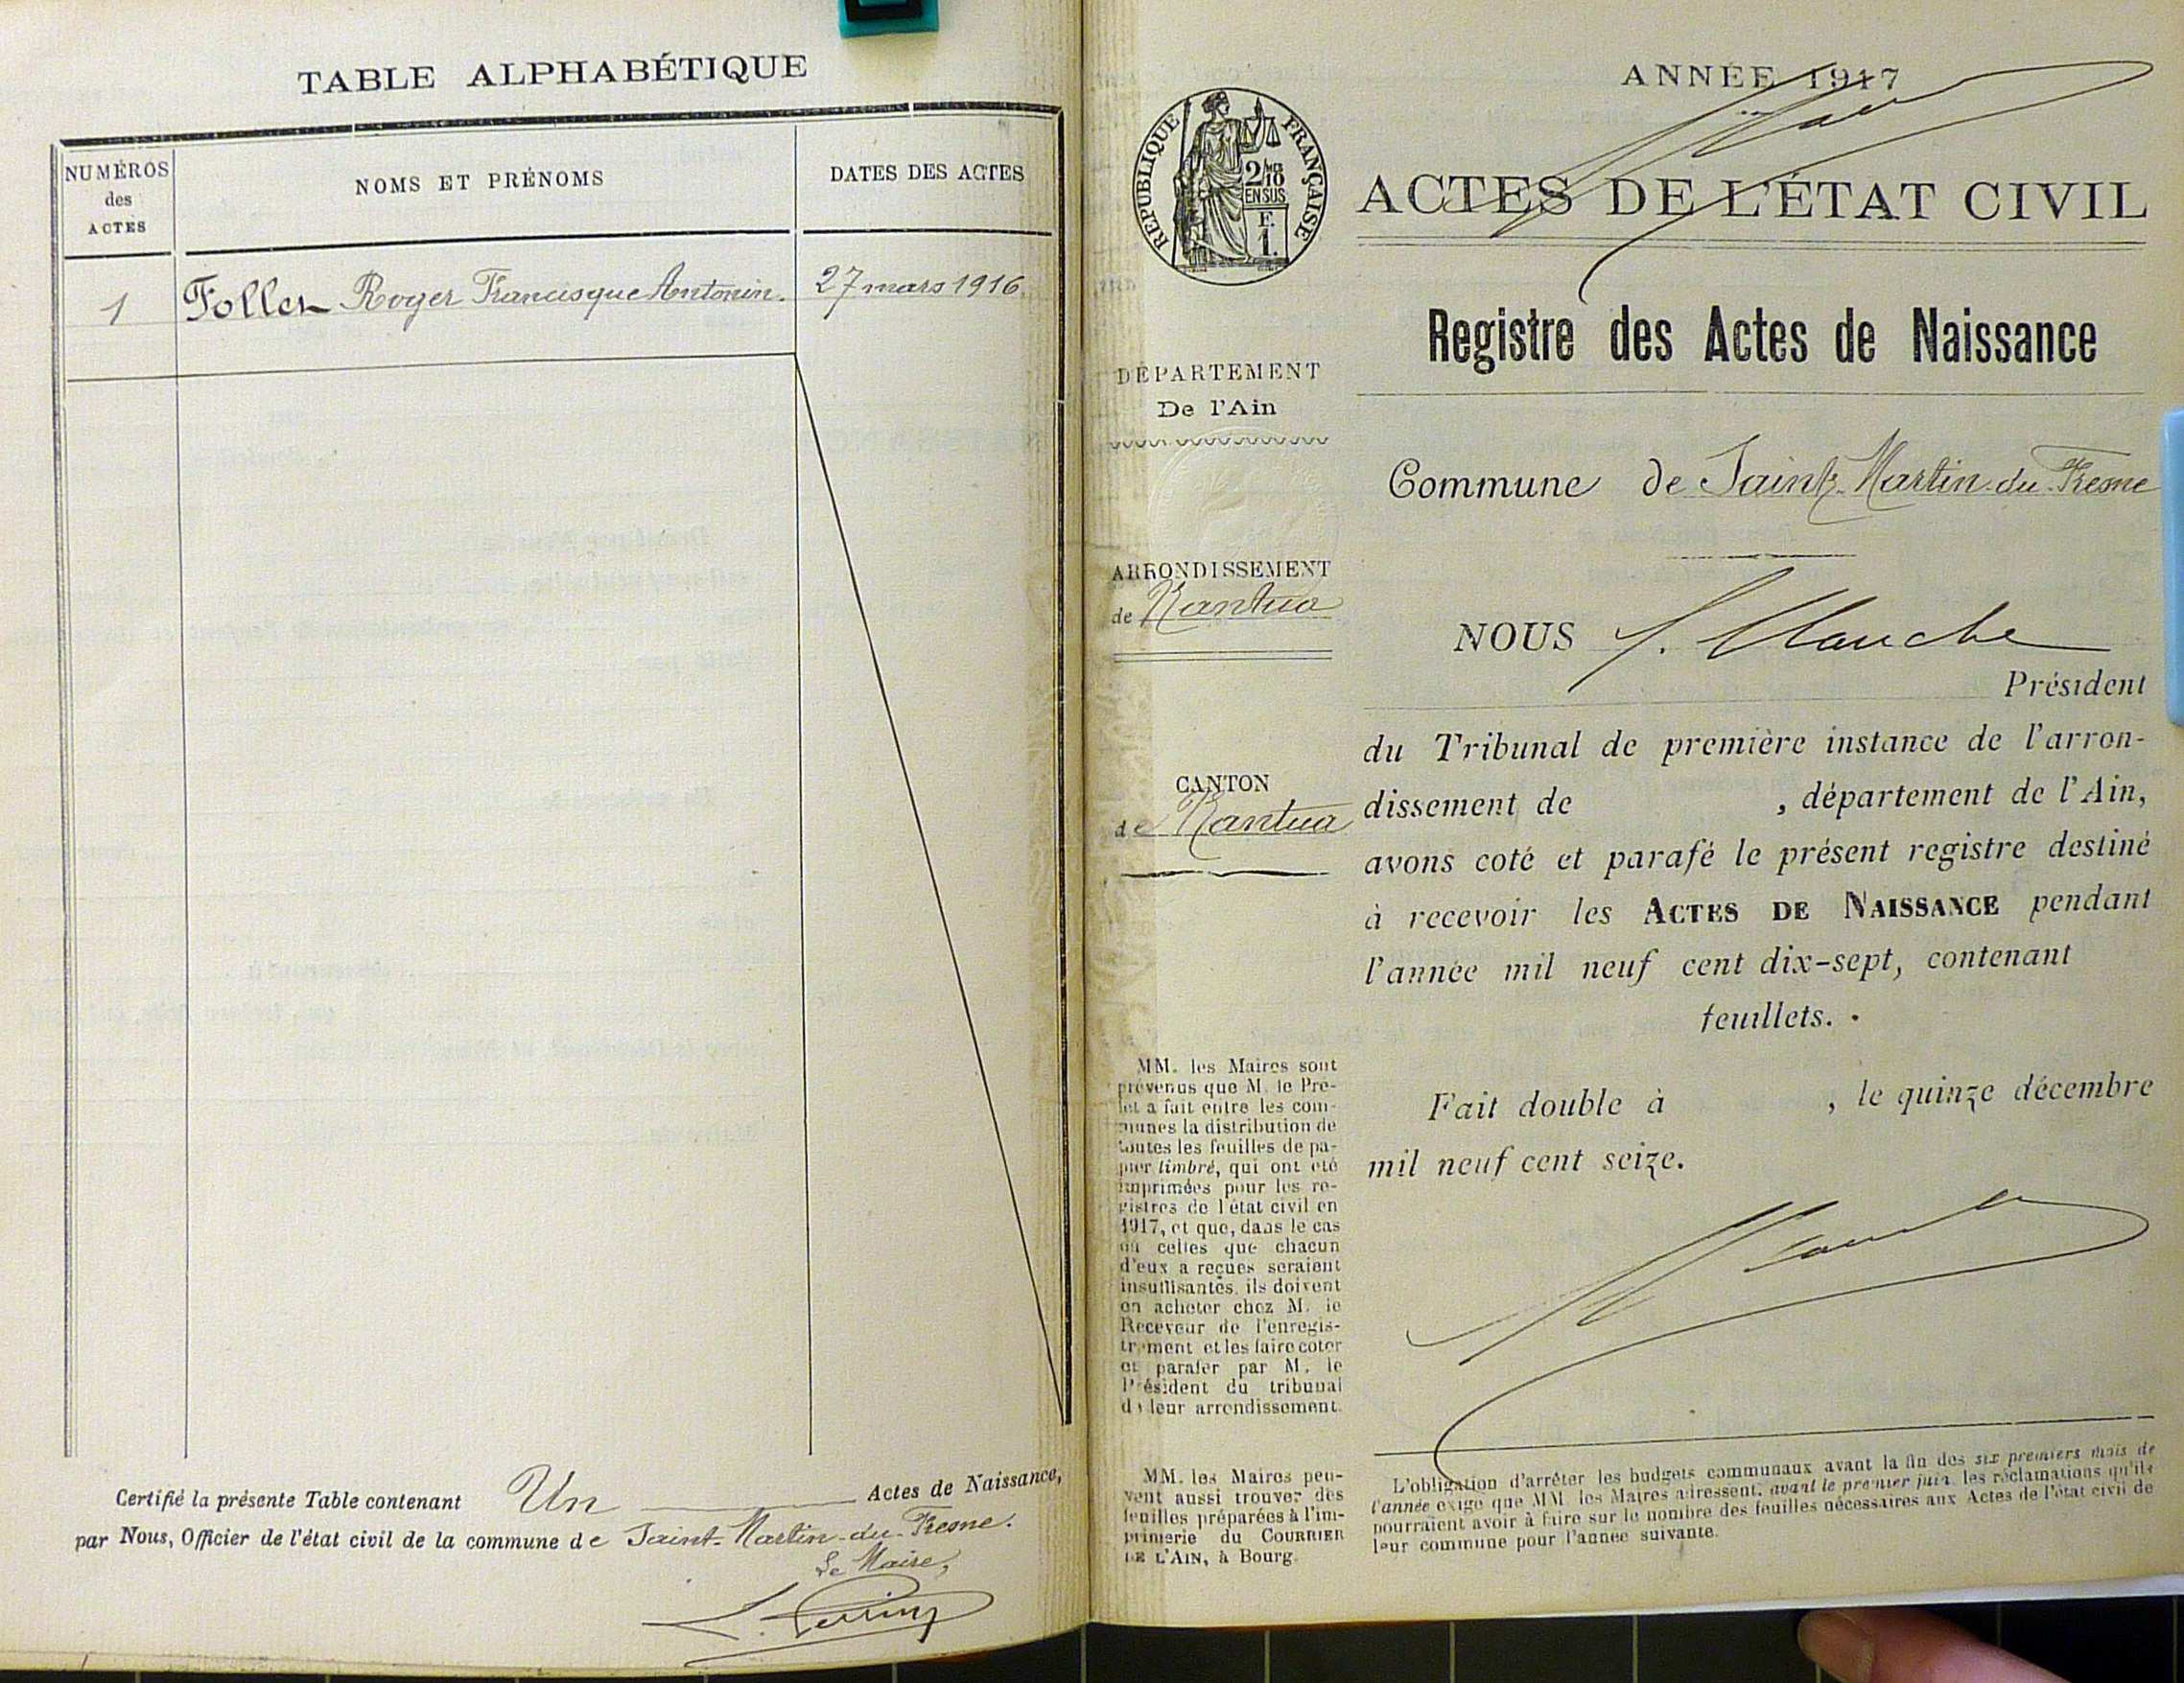 TABLE ALPHABÉTIQUE
NUMÉROS
des
ACTES
NOMS ET PRÉNOMS
DATES DES ACTES
1
Follet Roger Francisque Antonin.
27 mars 1916
Certifié la présente Table contenant Un Actes de Naissance,
par Nous, Officier de l'état civil de la commune de Saint-Martin-du-Fresne.
Le Maire,
ANNÉE 1917
RÉPUBLIQUE FRANÇAISE
2/10
EN SUS
F.
1.
ACTES DE L'ÉTAT CIVIL
Registre des Actes de Naissance
DÉPARTEMENT
De l'Ain
Commune de Saint-Martin-du-Fresne
ARRONDISSEMENT
de Nantua
NOUS
Président
du Tribunal de première instance de l'arron-
dissement de , département de l'Ain,
avons coté et parafé le présent registre destiné
à recevoir les ACTES DE NAISSANCE pendant
l'année mil neuf cent dix-sept, contenant
feuillets.
CANTON
de Nantua
Fait double à , le quinze décembre
mil neuf cent seize.
MM. les Maires sont
prévenus que M. le Pré-
fet a fait entre les com-
munes la distribution de
toutes les feuilles de pa-
pier timbré, qui ont été
imprimées pour les re-
gistres de l'état civil en
1917, et que, dans le cas
où celles que chacun
d'eux a reçues seraient
insuffisantes, ils doivent
en acheter chez M. le
Receveur de l'enregis-
trement et les faire coter
et parafer par M. le
Président du tribunal
de leur arrondissement.
MM. les Maires peu-
vent aussi trouver des
feuilles préparées à l'im-
primerie du COURRIER
DE L'AIN, à Bourg.
L'obligation d'arrêter les budgets communaux avant la fin des six premiers mois de
l'année exige que MM. les Maires adressent, avant le premier juin, les réclamations qu'ils
pourraient avoir à faire sur le nombre des feuilles nécessaires aux Actes de l'état civil de
leur commune pour l'année suivante.